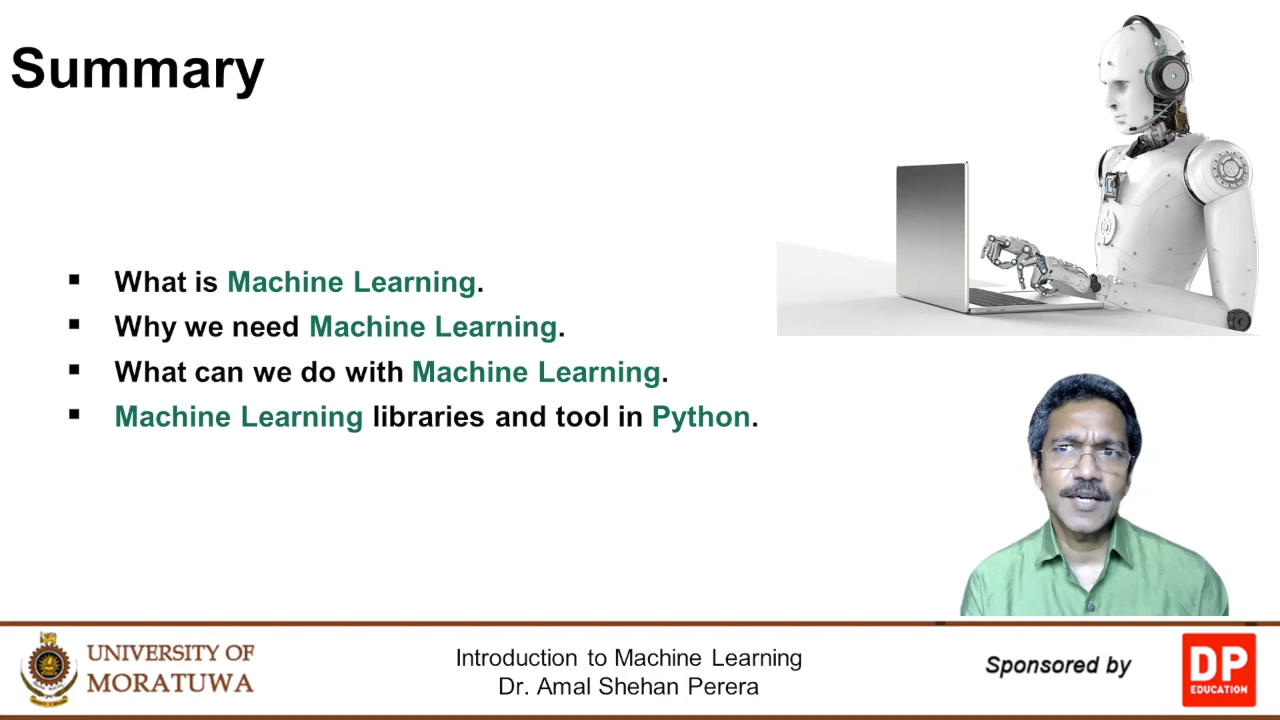 Summary
What is Machine Learning.
Why we need Machine Learning.
What can we do with Machine Learning.
Machine Learning libraries and tool in Python.
UNIVERSITY OF
MORATUWA
Introduction to Machine Learning
Dr. Amal Shehan Perera
Sponsored by
DP
EDUCATION